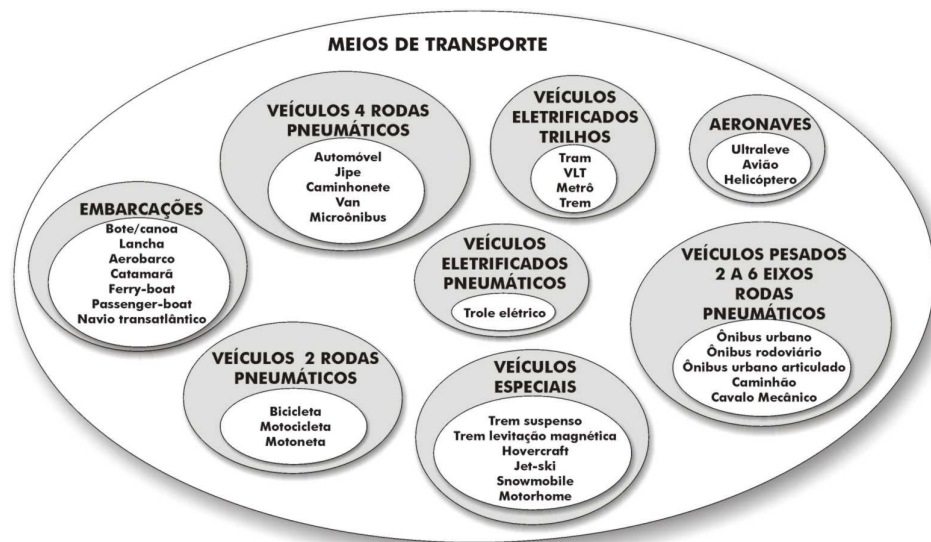 MEIOS DE TRANSPORTE
VEÍCULOS 4 RODAS
PNEUMÁTICOS
Automóvel
Jipe
Caminhonete
Van
Microônibus
VEÍCULOS
ELETRIFICADOS
TRILHOS
Tram
VLT
Metrô
Trem
AERONAVES
Ultraleve
Avião
Helicóptero
EMBARCAÇÕES
Bote/canoa
Lancha
Aerobarco
Catamarã
Ferry-boat
Passenger-boat
Navio transatlântico
VEÍCULOS
ELETRIFICADOS
PNEUMÁTICOS
Trole elétrico
VEÍCULOS PESADOS
2 A 6 EIXOS
RODAS
PNEUMÁTICOS
Ônibus urbano
Ônibus rodoviário
Ônibus urbano articulado
Caminhão
Cavalo Mecânico
VEÍCULOS 2 RODAS
PNEUMÁTICOS
Bicicleta
Motocicleta
Motoneta
VEÍCULOS
ESPECIAIS
Trem suspenso
Trem levitação magnética
Hovercraft
Jet-ski
Snowmobile
Motorhome